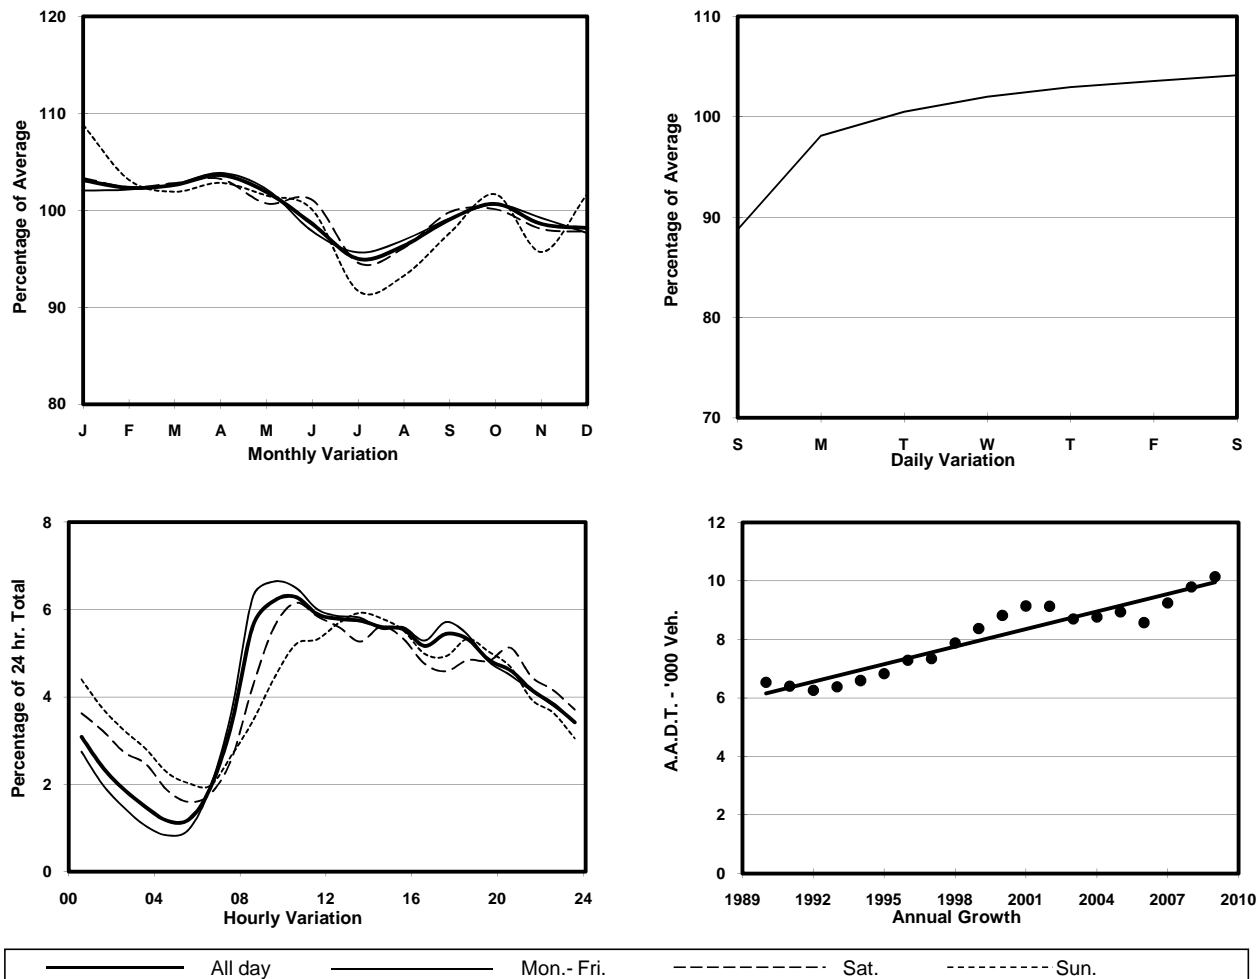 120
110
100
90
80
Percentage of Average
J F M A M J J A S O N D
Monthly Variation
110
100
90
80
70
Percentage of Average
S M T W T F S
Daily Variation
8
6
4
2
0
Percentage of 24 hr. Total
00 04 08 12 16 20 24
Hourly Variation
12
10
8
6
4
2
0
A.A.D.T. - '000 Veh.
1989 1992 1995 1998 2001 2004 2007 2010
Annual Growth
All day Mon.- Fri. Sat. Sun.